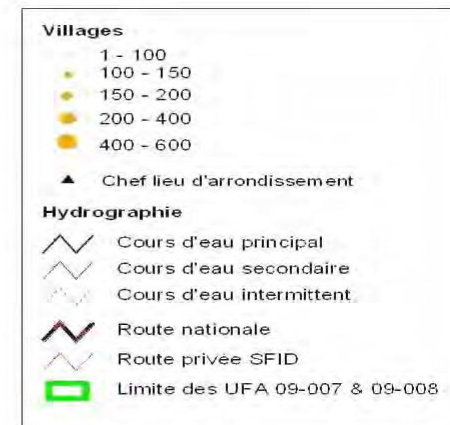 Villages
1 - 100
100 - 150
150 - 200
200 - 400
400 - 600
Chef lieu d'arrondissement
Hydrographie
Cours d'eau principal
Cours d'eau secondaire
Cours d'eau intermittent
Route nationale
Route privée SFID
Limite des UFA 09-007 & 09-008